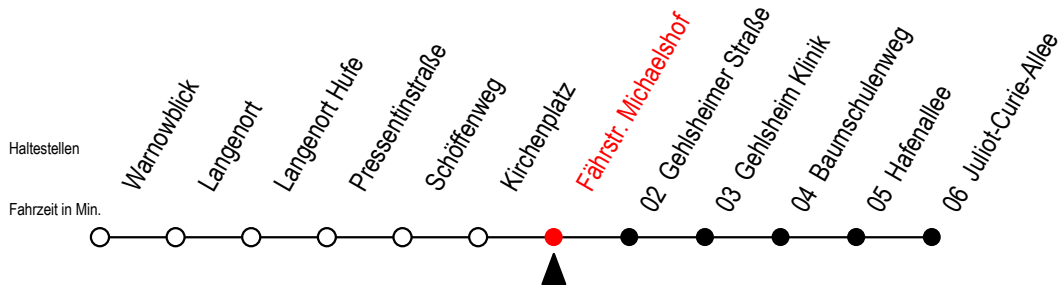 Haltestellen
Warnowblick
Langenort
Langenort Hufe
Pressentinstraße
Schöffenweg
Kirchenplatz
Fährstr. Michaelshof
02 Gehlsheimer Straße
03 Gehlsheim Klinik
04 Baumschulenweg
05 Hafenallee
06 Juliot-Curie-Allee
Fahrzeit in Min.